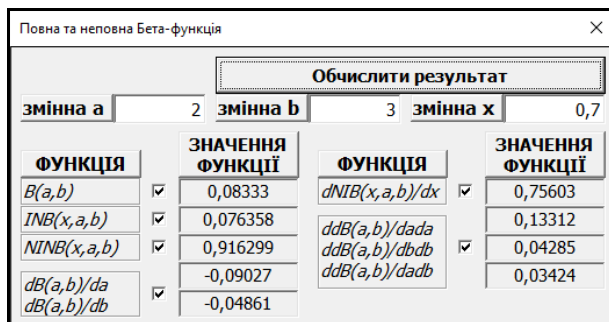 Повна та неповна Бета-функція
Обчислити результат
змінна a 2 змінна b 3 змінна x 0,7
ФУНКЦІЯ ЗНАЧЕННЯ ФУНКЦІЇ ФУНКЦІЯ ЗНАЧЕННЯ ФУНКЦІЇ
B(a,b) 0,08333 dNIB(x,a,b)/dx 0,75603
INB(x,a,b) 0,076358 ddB(a,b)/dada 0,13312
NINB(x,a,b) 0,916299 ddB(a,b)/dbdb 0,04285
dB(a,b)/da -0,09027 ddB(a,b)/dadb 0,03424
dB(a,b)/db -0,04861